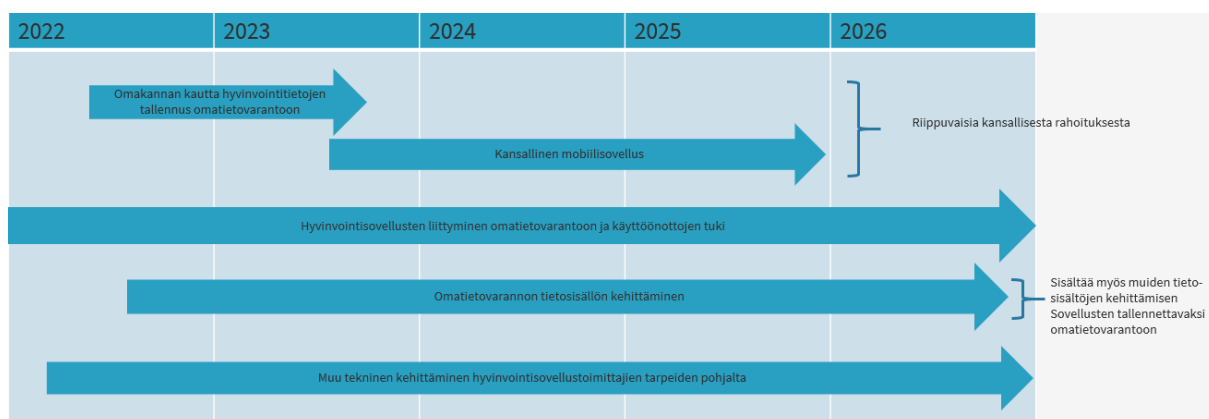 2022
2023
2024
2025
2026
Omakannan kautta hyvinvointitietojen
tallennus omatietovarantoon
Riippuvaisia kansallisesta rahoituksesta
Kansallinen mobiilisovellus
Hyvinvointisovellusten liittyminen omatietovarantoon ja käyttöönottojen tuki
Omatietovarannon tietosisällön kehittäminen
Sisältää myös muiden tieto-
sisältöjen kehittämisen
Sovellusten tallennettavaksi
omatietovarantoon
Muu tekninen kehittäminen hyvinvointisovellustoimittajien tarpeiden pohjalta